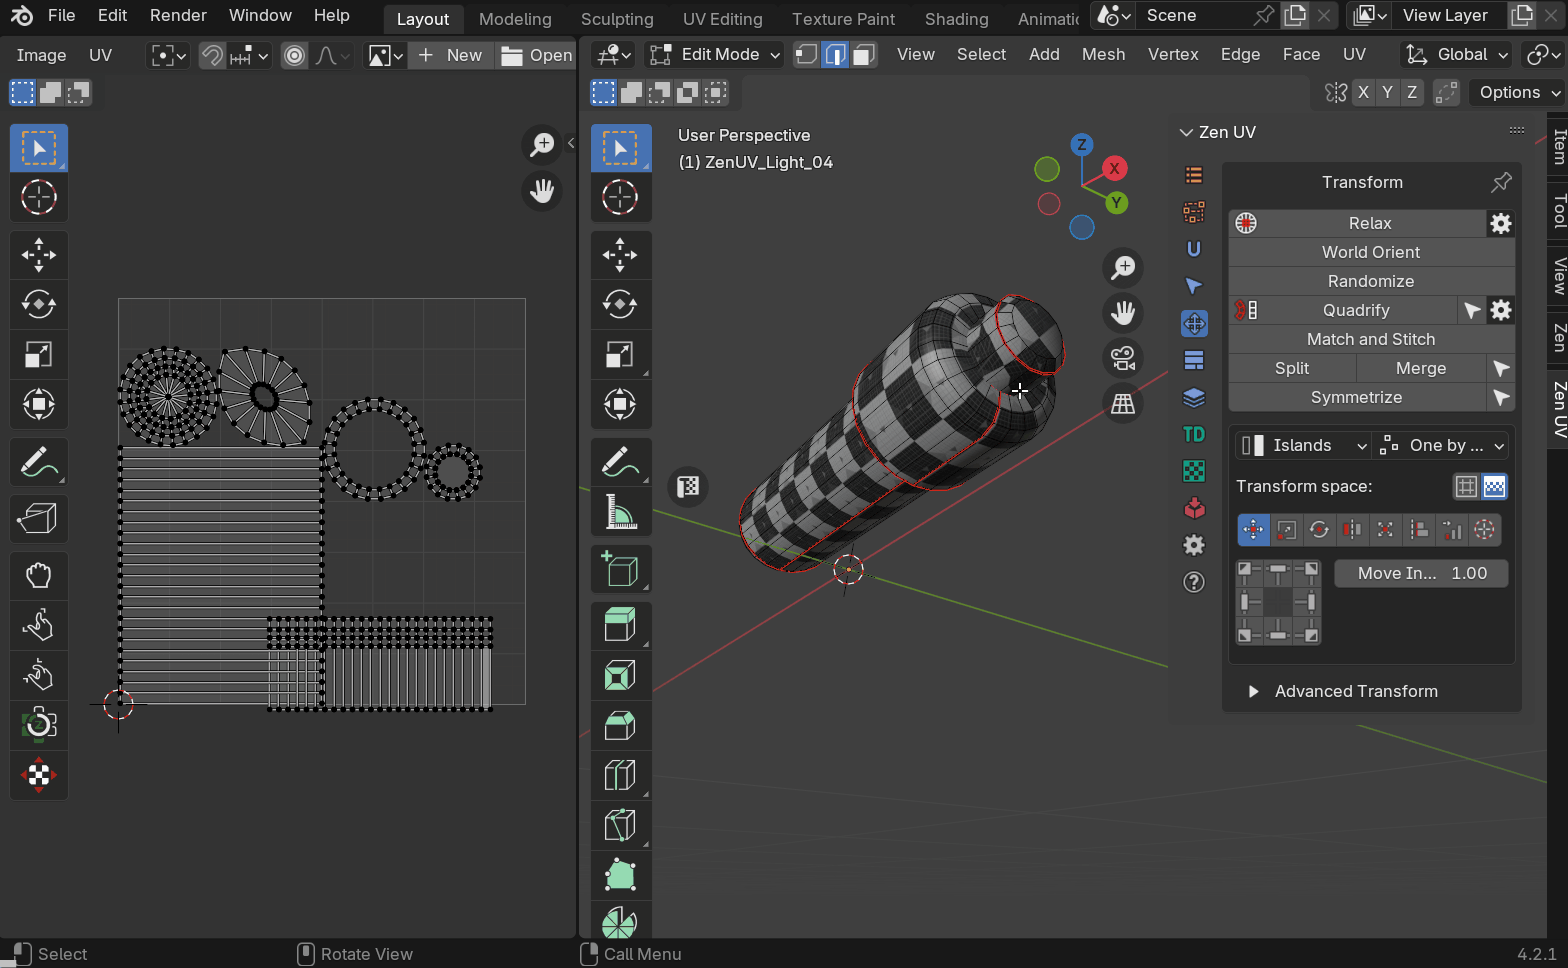 File Edit Render Window Help Layout Modeling Sculpting UV Editing Texture Paint Shading Animatic Scene View Layer
Image UV New Open Edit Mode View Select Add Mesh Vertex Edge Face UV Global
X Y Z Options
User Perspective
(1) ZenUV_Light_04
Z
X
Y
Zen UV
Transform
Relax
World Orient
Randomize
Quadrify
Match and Stitch
Split Merge
Symmetrize
Islands One by ...
Transform space:
Move In... 1.00
Advanced Transform
TD
Item
Tool
View
Zen
Zen UV
Select Rotate View Call Menu 4.2.1